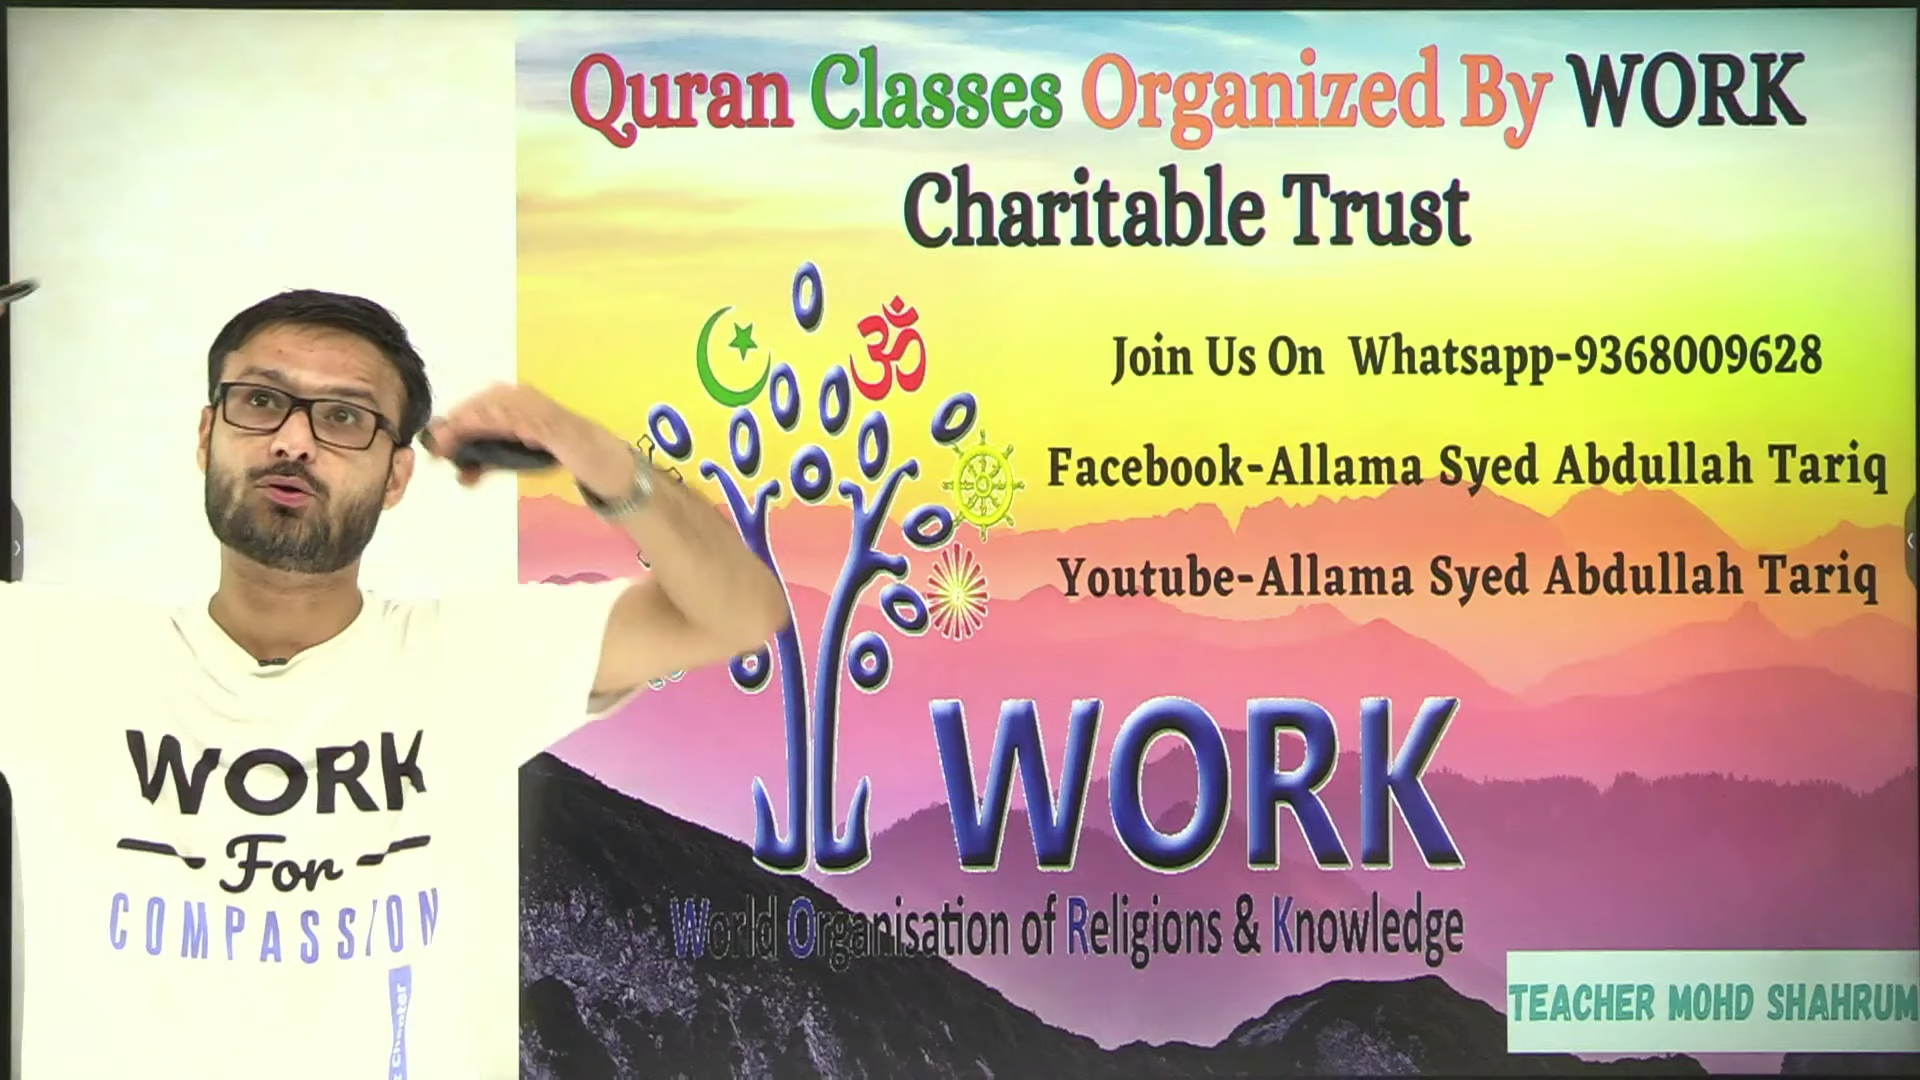 Quran Classes Organized By WORK
Charitable Trust
Join Us On Whatsapp-9368009628
Facebook-Allama Syed Abdullah Tariq
Youtube-Allama Syed Abdullah Tariq
ॐ
WORK
World Organisation of Religions & Knowledge
TEACHER MOHD SHAHRUM
WORK
For
COMPASSION
Chapter